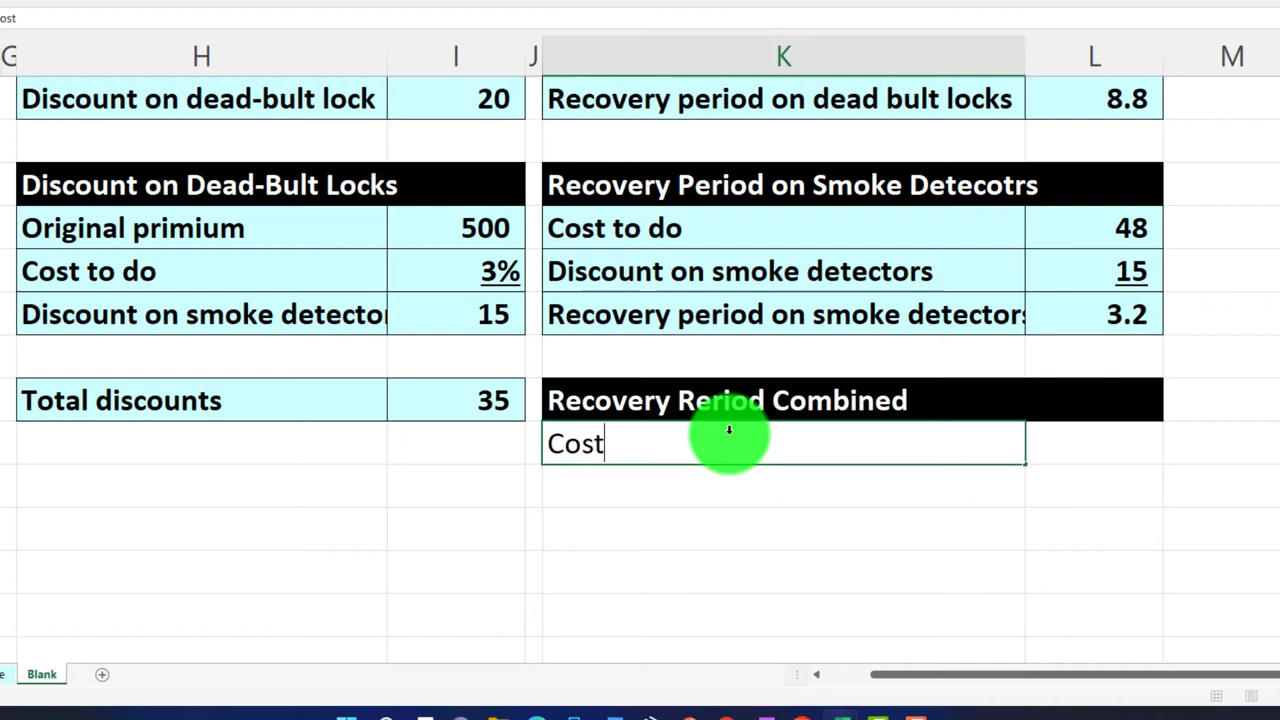 ost
G H I J K L M
Discount on dead-bult lock 20 Recovery period on dead bult locks 8.8
Discount on Dead-Bult Locks Recovery Period on Smoke Detecotrs
Original primium 500 Cost to do 48
Cost to do 3% Discount on smoke detectors 15
Discount on smoke detector 15 Recovery period on smoke detectors 3.2
Total discounts 35 Recovery Reriod Combined
Cost
e Blank